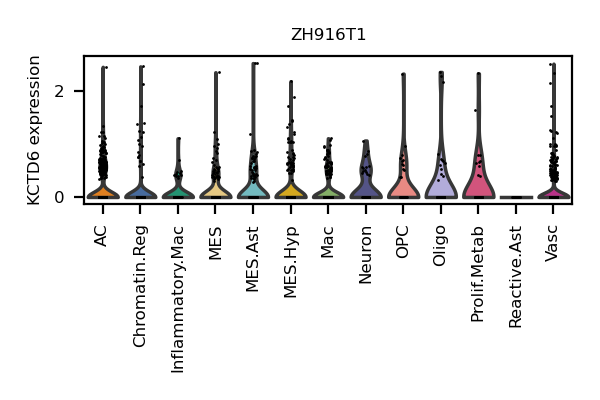 ZH916T1
KCTD6 expression
2
0
AC
Chromatin.Reg
Inflammatory.Mac
MES
MES.Ast
MES.Hyp
Mac
Neuron
OPC
Oligo
Prolif.Metab
Reactive.Ast
Vasc